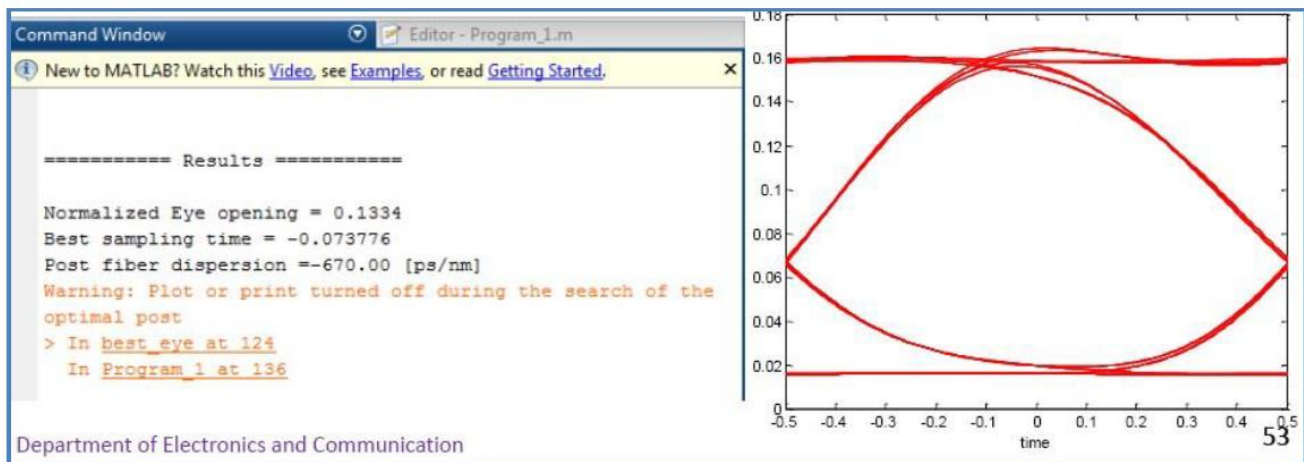 Command Window
Editor - Program_1.m
New to MATLAB? Watch this Video, see Examples, or read Getting Started.
=========== Results ===========
Normalized Eye opening = 0.1334
Best sampling time = -0.073776
Post fiber dispersion =-670.00 [ps/nm]
Warning: Plot or print turned off during the search of the
optimal post
> In best_eye at 124
In Program_1 at 136
0.18
0.16
0.14
0.12
0.1
0.08
0.06
0.04
0.02
0
-0.5 -0.4 -0.3 -0.2 -0.1 0 0.1 0.2 0.3 0.4 0.5
time
Department of Electronics and Communication
53